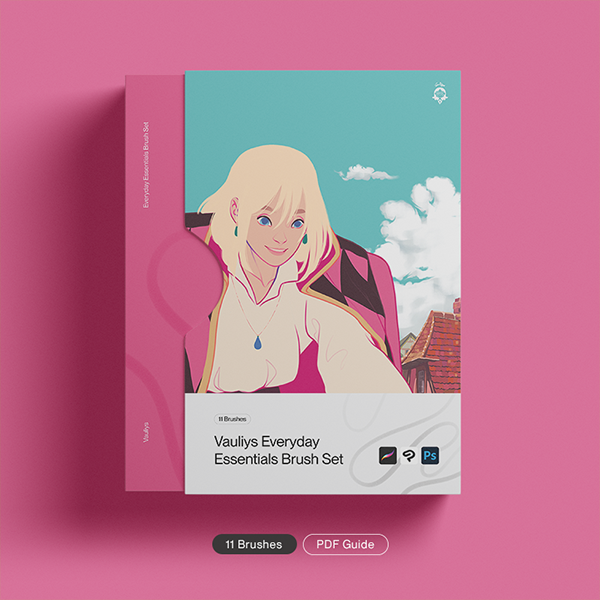 Everyday Essentials Brush Set
Vauliys
11 Brushes
Vauliys Everyday
Essentials Brush Set
Ps
11 Brushes
PDF Guide